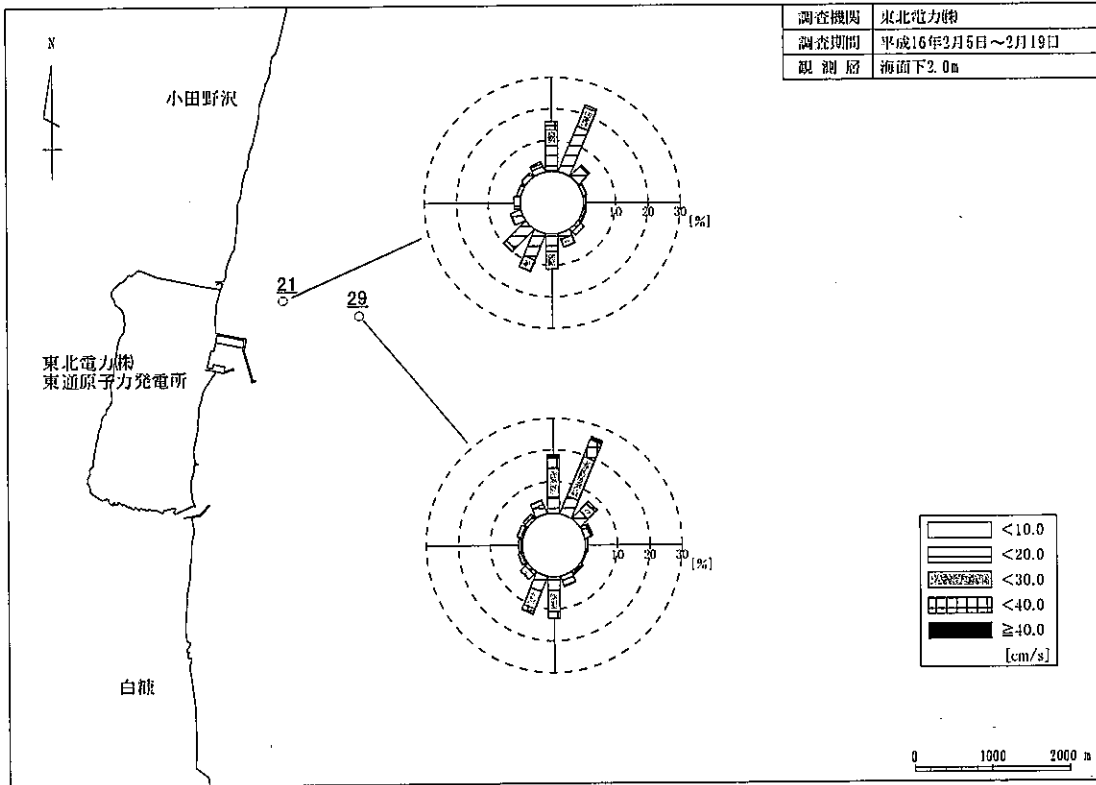 調査機関 東北電力㈱
調査期間 平成16年2月5日～2月19日
観測層 海面下2.0m
N
小田野沢
10 20 30
[%]
21
29
東北電力㈱
東通原子力発電所
10 20 30
[%]
<10.0
<20.0
<30.0
<40.0
≧40.0
[cm/s]
白糠
0 1000 2000 m